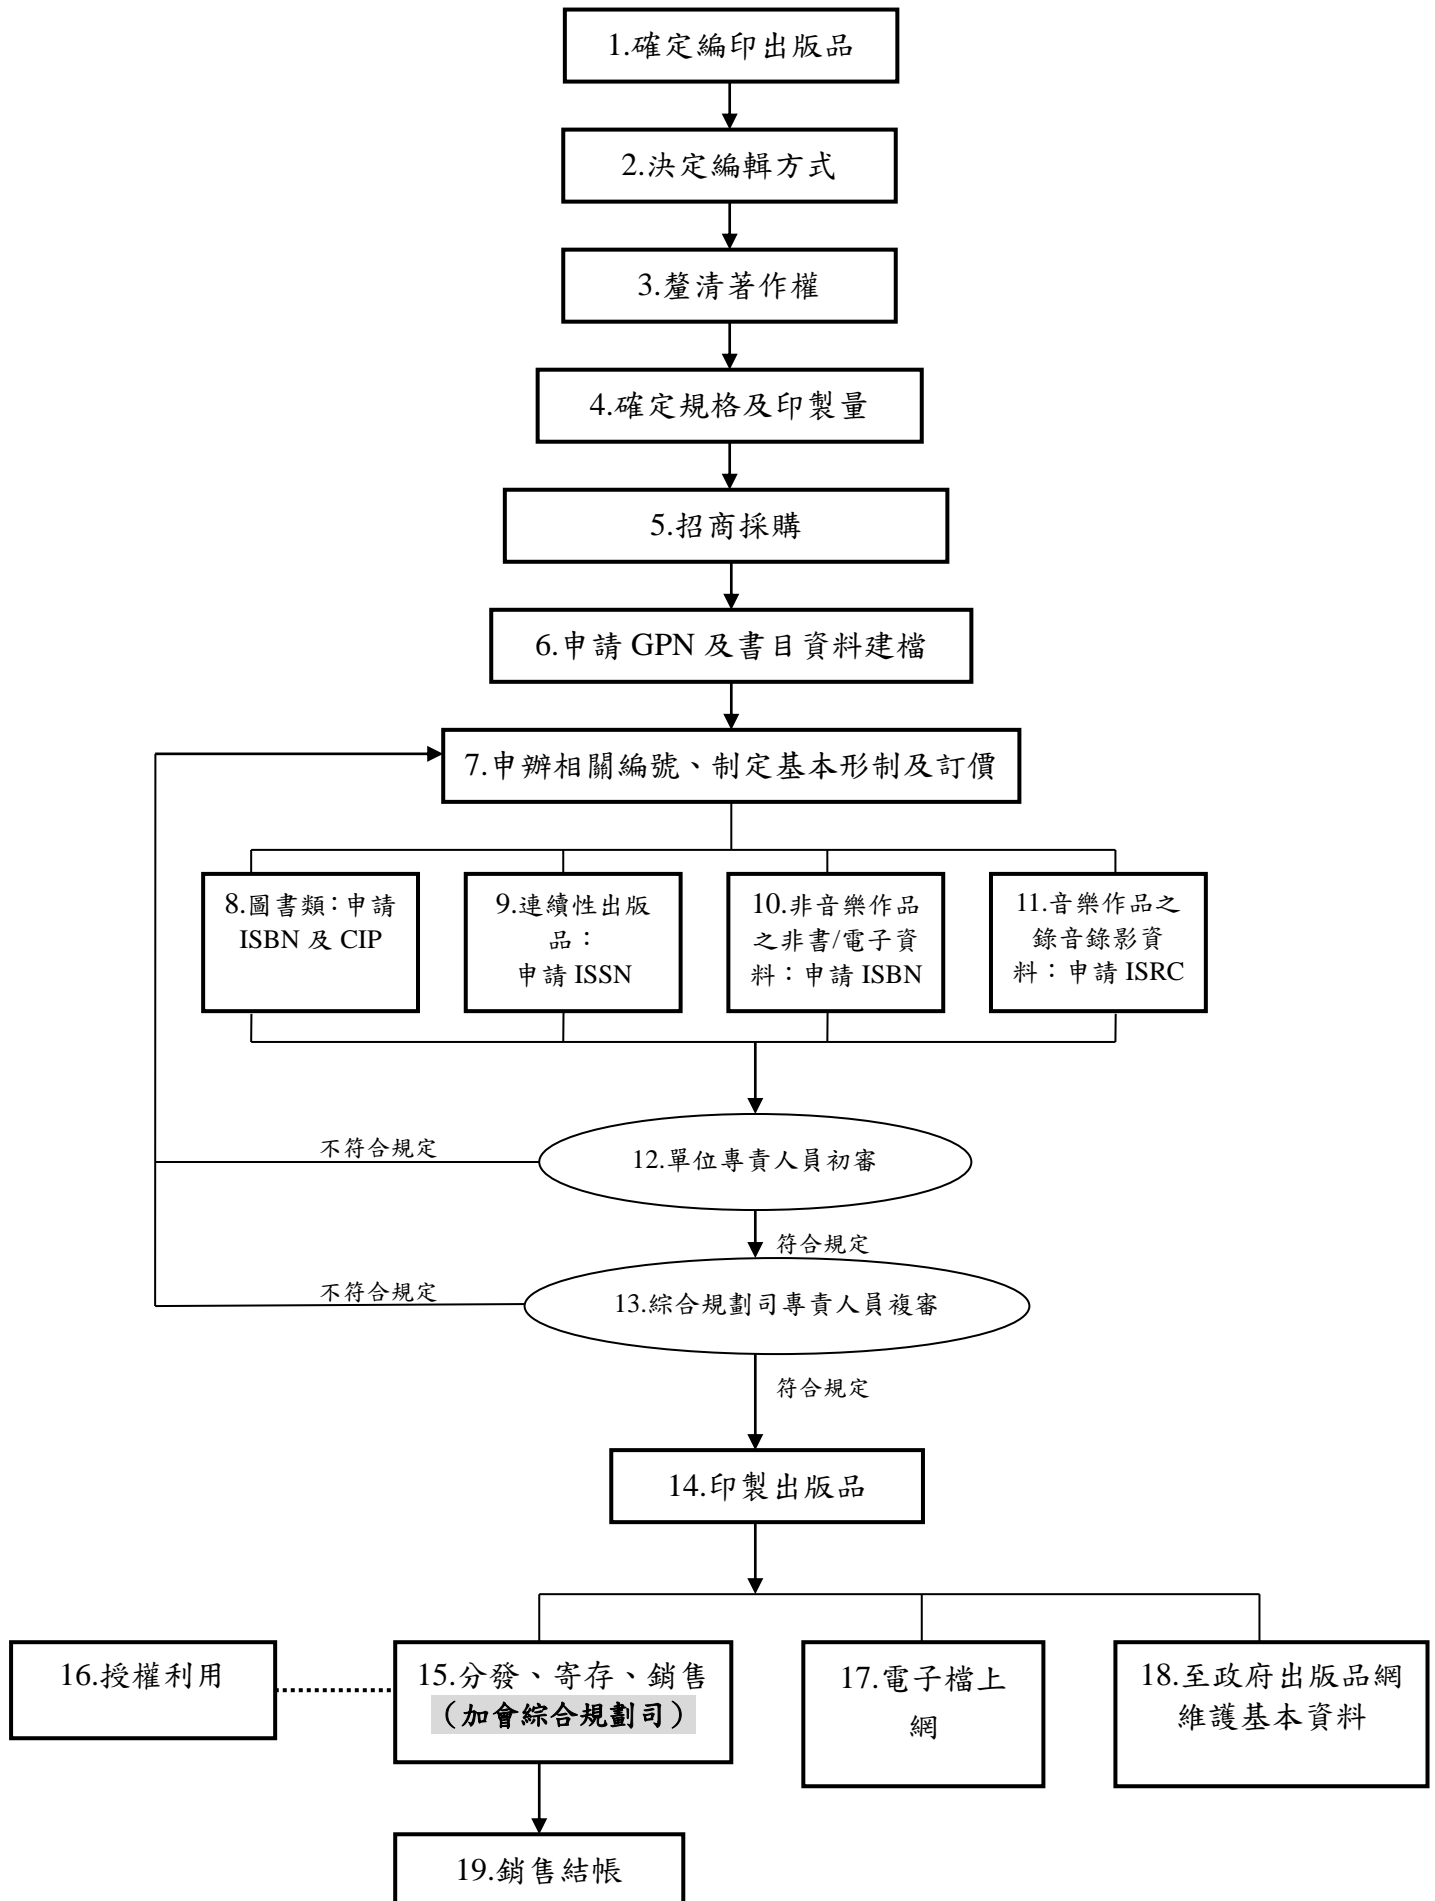 1.確定編印出版品
2.決定編輯方式
3.釐清著作權
4.確定規格及印製量
5.招商採購
6.申請 GPN 及書目資料建檔
7.申辦相關編號、制定基本形制及訂價
8.圖書類：申請
ISBN 及 CIP
9.連續性出版
品：
申請 ISSN
10.非音樂作品
之非書/電子資
料：申請 ISBN
11.音樂作品之
錄音錄影資
料：申請 ISRC
不符合規定
12.單位專責人員初審
符合規定
不符合規定
13.綜合規劃司專責人員複審
符合規定
14.印製出版品
16.授權利用
15.分發、寄存、銷售
（加會綜合規劃司）
17.電子檔上
網
18.至政府出版品網
維護基本資料
19.銷售結帳